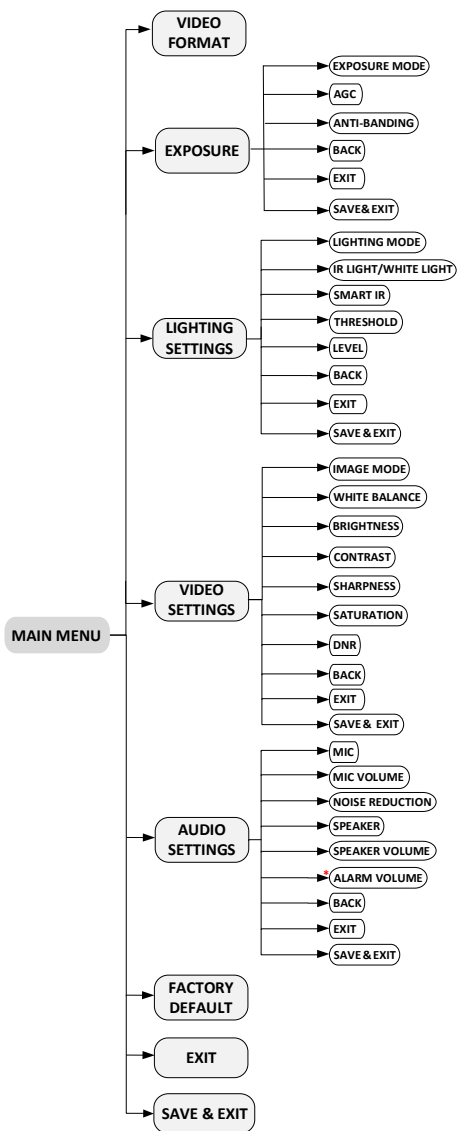 MAIN MENU
VIDEO
FORMAT
EXPOSURE
EXPOSURE MODE
AGC
ANTI-BANDING
BACK
EXIT
SAVE& EXIT
LIGHTING
SETTINGS
LIGHTING MODE
IR LIGHT/WHITE LIGHT
SMART IR
THRESHOLD
LEVEL
BACK
EXIT
SAVE & EXIT
VIDEO
SETTINGS
IMAGE MODE
WHITE BALANCE
BRIGHTNESS
CONTRAST
SHARPNESS
SATURATION
DNR
BACK
EXIT
SAVE & EXIT
AUDIO
SETTINGS
MIC
MIC VOLUME
NOISE REDUCTION
SPEAKER
SPEAKER VOLUME
* ALARM VOLUME
BACK
EXIT
SAVE & EXIT
FACTORY
DEFAULT
EXIT
SAVE & EXIT